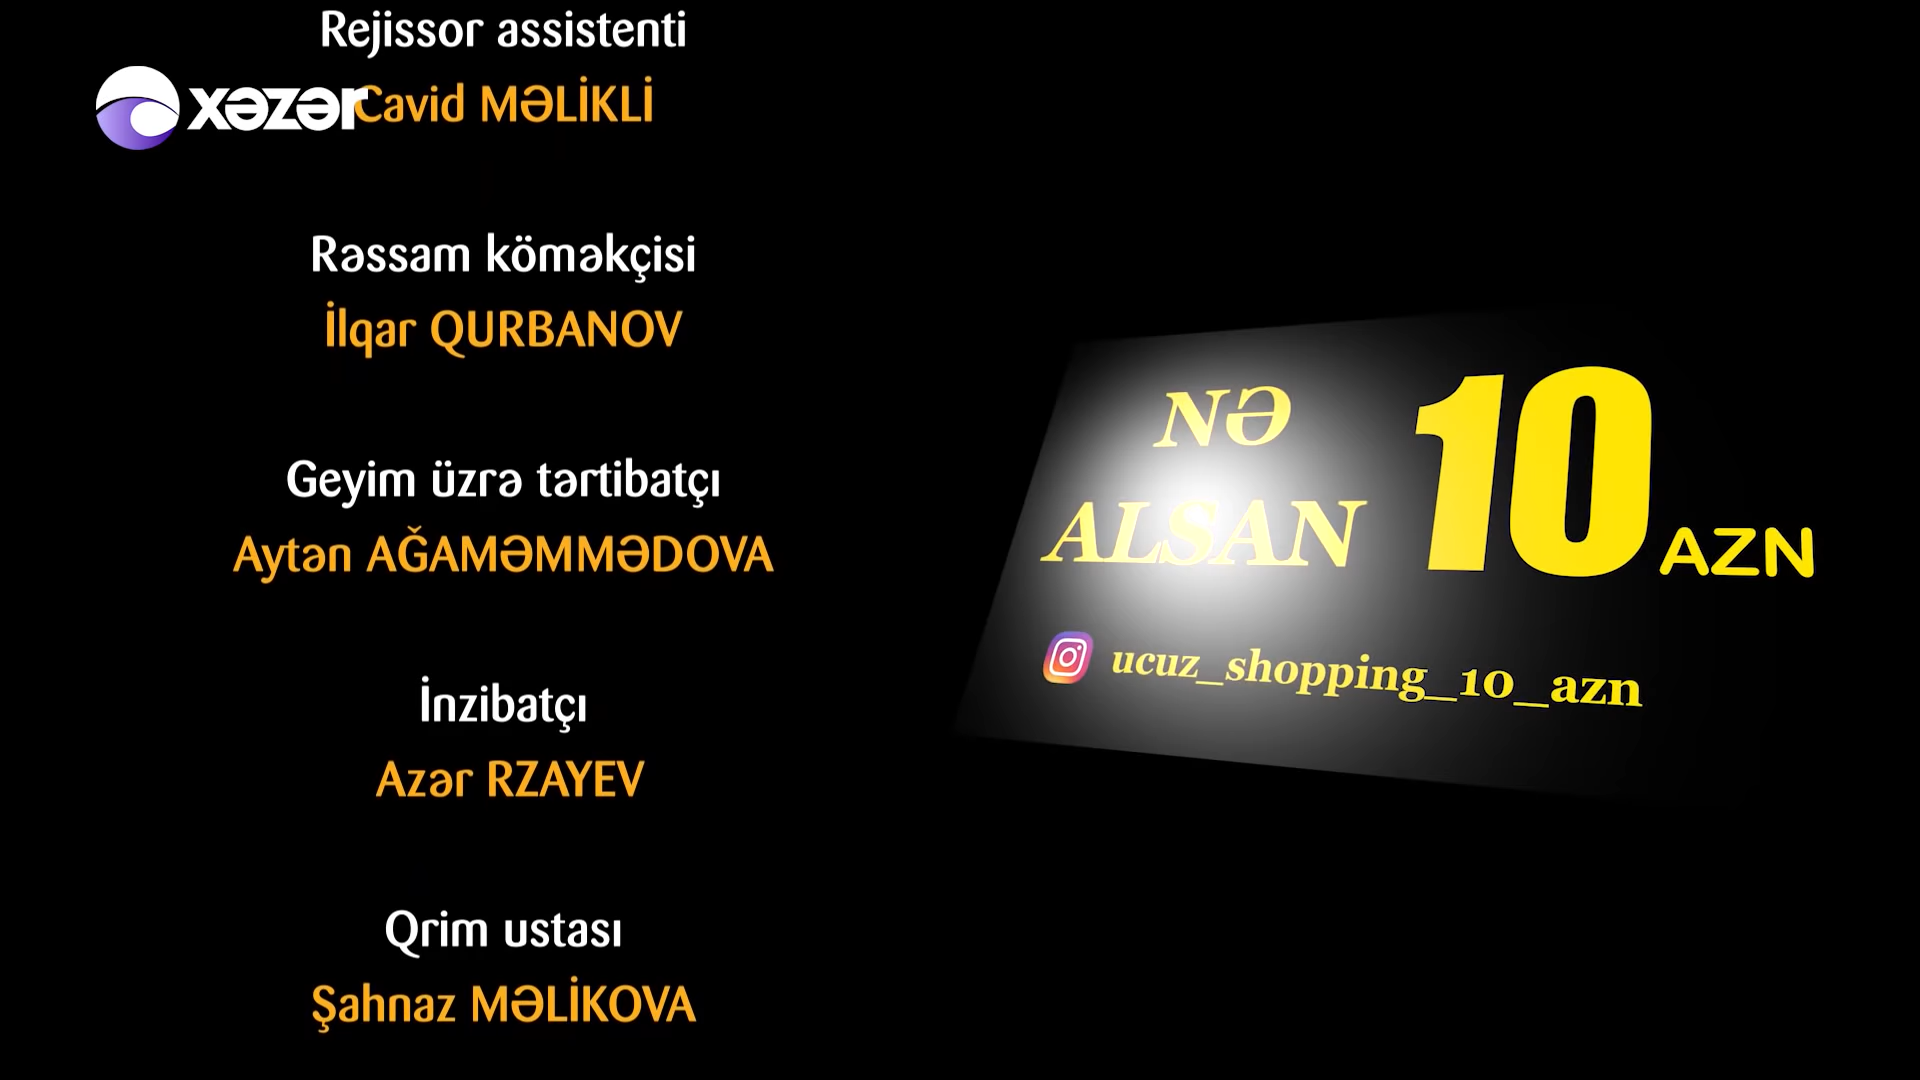 Rejissor assistenti
xəzər
Cavid MƏLİKLİ
Rəssam köməkçisi
İlqar QURBANOV
Geyim üzrə tərtibatçı
Aytən AĞAMƏMMƏDOVA
İnzibatçı
Azər RZAYEV
Qrim ustası
Şahnaz MƏLİKOVA
NƏ
ALSAN 10 AZN
ucuz_shopping_10_azn